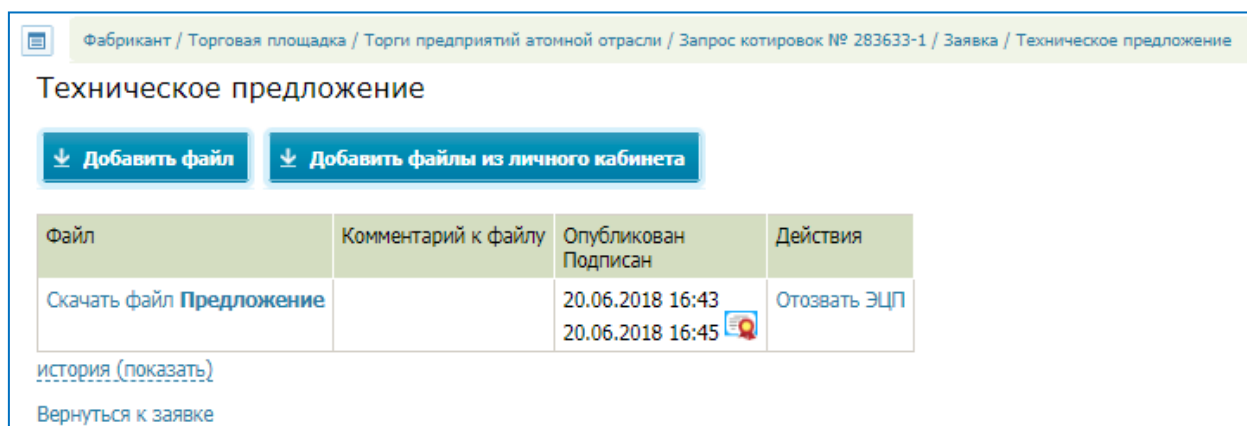 Фабрикант / Торговая площадка / Торги предприятий атомной отрасли / Запрос котировок № 283633-1 / Заявка / Техническое предложение
Техническое предложение
Добавить файл
Добавить файлы из личного кабинета
Файл
Комментарий к файлу
Опубликован
Подписан
Действия
Скачать файл Предложение
20.06.2018 16:43
20.06.2018 16:45
Отозвать ЭЦП
история (показать)
Вернуться к заявке